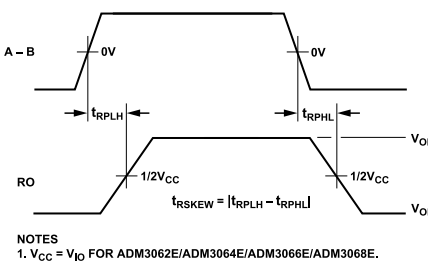 A – B
0V
0V
tRPLH
tRPHL
RO
1/2VCC
1/2VCC
tRSKEW = |tRPLH – tRPHL|
NOTES
1. VCC = VIO FOR ADM3062E/ADM3064E/ADM3066E/ADM3068E.